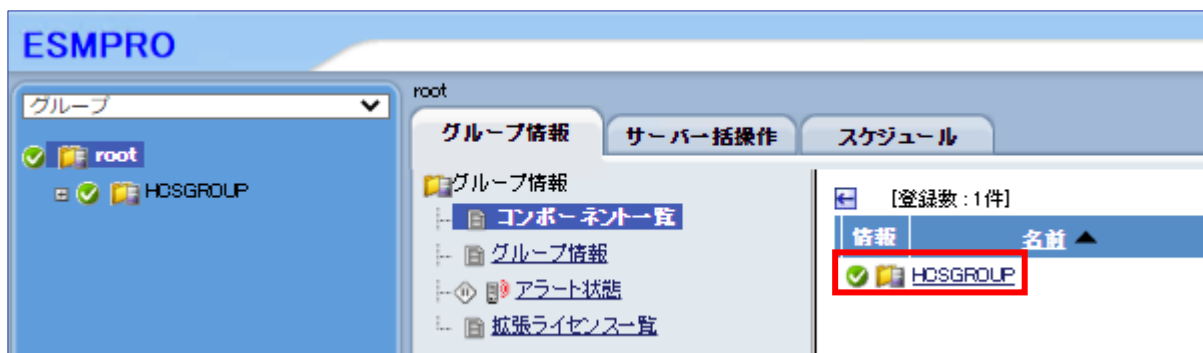 ESMPRO
グループ
root
HCSGROUP
root
グループ情報 サーバー括操作 スケジュール
グループ情報
コンポーネント一覧
グループ情報
アラート状態
拡張ライセンス一覧
[登録数 : 1件]
情報 名前 ▲
HCSGROUP